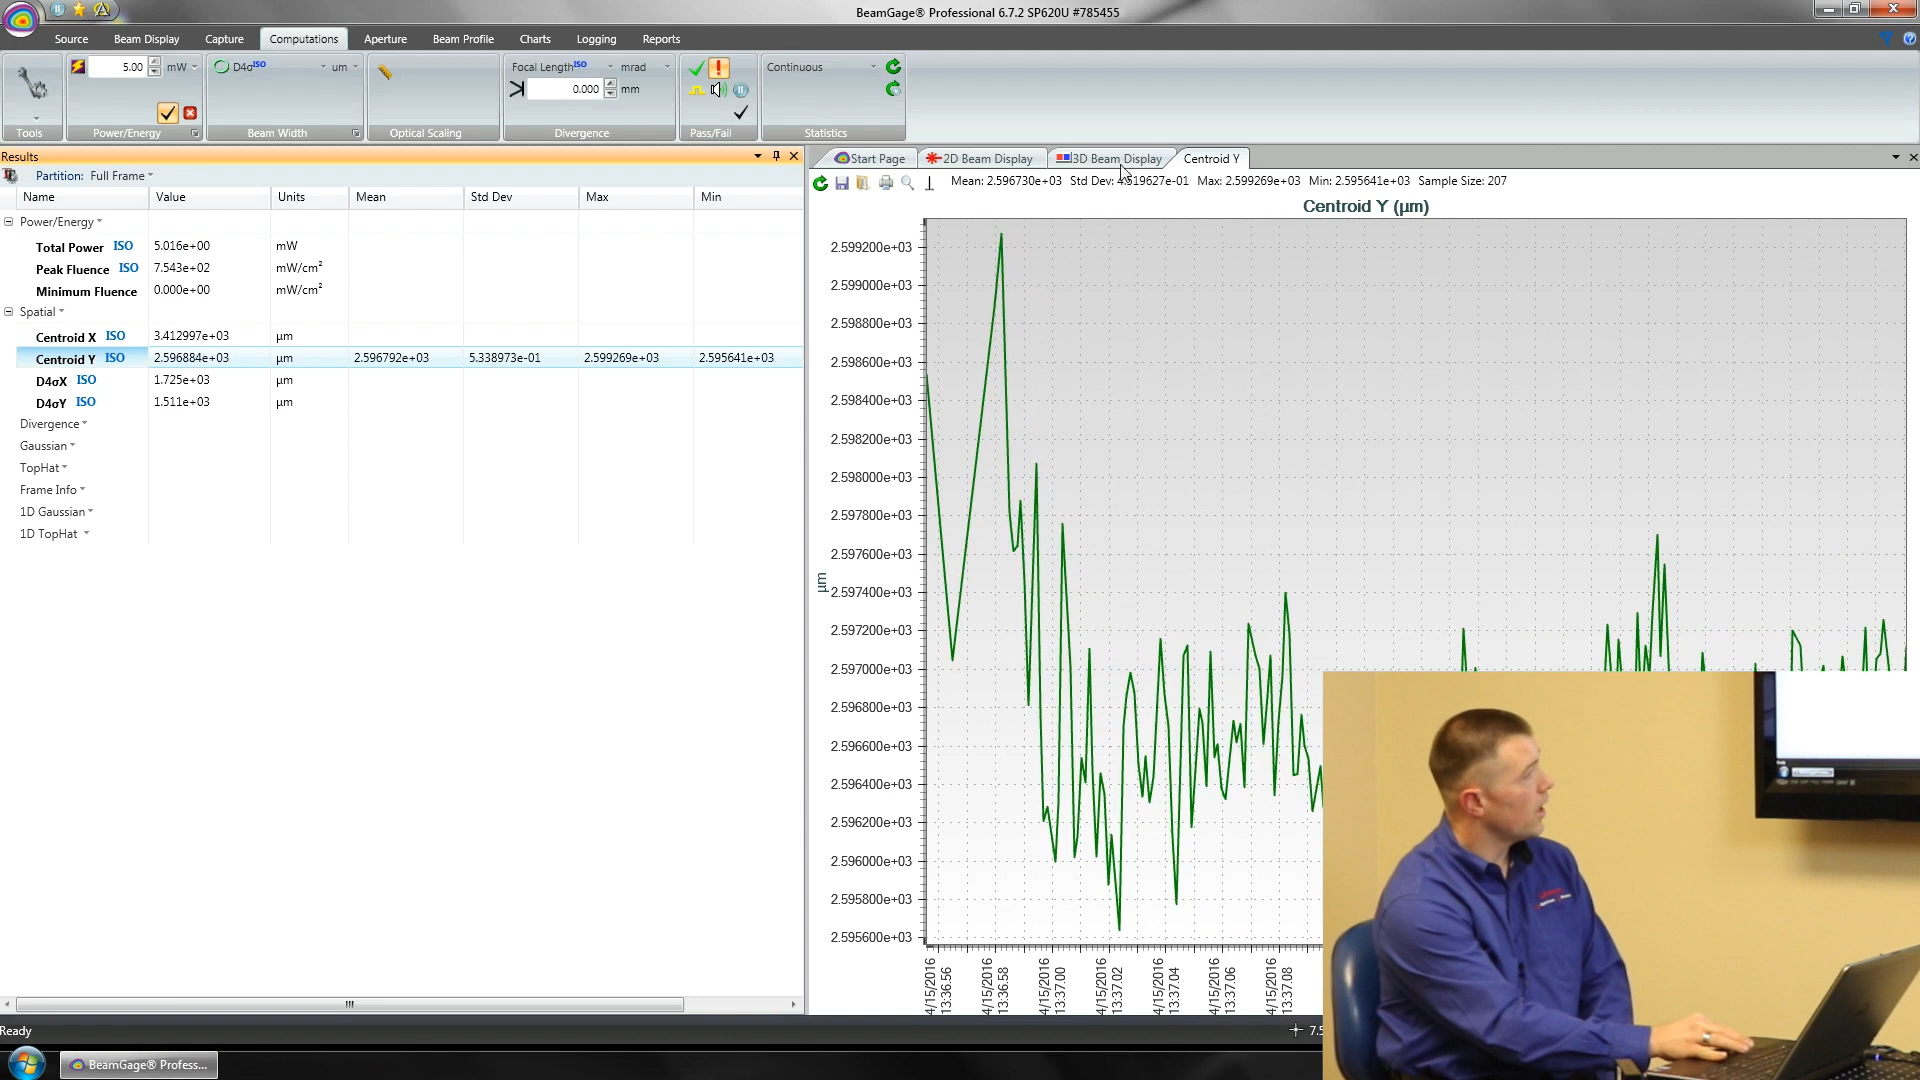 BeamGage® Professional 6.7.2 SP620U #785455
Source Beam Display Capture Computations Aperture Beam Profile Charts Logging Reports
5.00 mW D4σISO um Focal LengthISO mrad Continuous
0.000 mm
Tools Power/Energy Beam Width Optical Scaling Divergence Pass/Fail Statistics
Results
Partition: Full Frame
Name Value Units Mean Std Dev Max Min
Power/Energy
Total Power ISO 5.016e+00 mW
Peak Fluence ISO 7.543e+02 mW/cm²
Minimum Fluence 0.000e+00 mW/cm²
Spatial
Centroid X ISO 3.412997e+03 µm
Centroid Y ISO 2.596884e+03 µm 2.596792e+03 5.338973e-01 2.599269e+03 2.595641e+03
D4σX ISO 1.725e+03 µm
D4σY ISO 1.511e+03 µm
Divergence
Gaussian
TopHat
Frame Info
1D Gaussian
1D TopHat
Start Page 2D Beam Display 3D Beam Display Centroid Y
Mean: 2.596730e+03 Std Dev: 4.519627e-01 Max: 2.599269e+03 Min: 2.595641e+03 Sample Size: 207
Centroid Y (µm)
2.599200e+03
2.599000e+03
2.598800e+03
2.598600e+03
2.598400e+03
2.598200e+03
2.598000e+03
2.597800e+03
2.597600e+03
2.597400e+03
2.597200e+03
2.597000e+03
2.596800e+03
2.596600e+03
2.596400e+03
2.596200e+03
2.596000e+03
2.595800e+03
2.595600e+03
µm
4/15/2016 13:36:56
4/15/2016 13:36:58
4/15/2016 13:37:00
4/15/2016 13:37:02
4/15/2016 13:37:04
4/15/2016 13:37:06
4/15/2016 13:37:08
Ready
7.5
BeamGage® Profess...